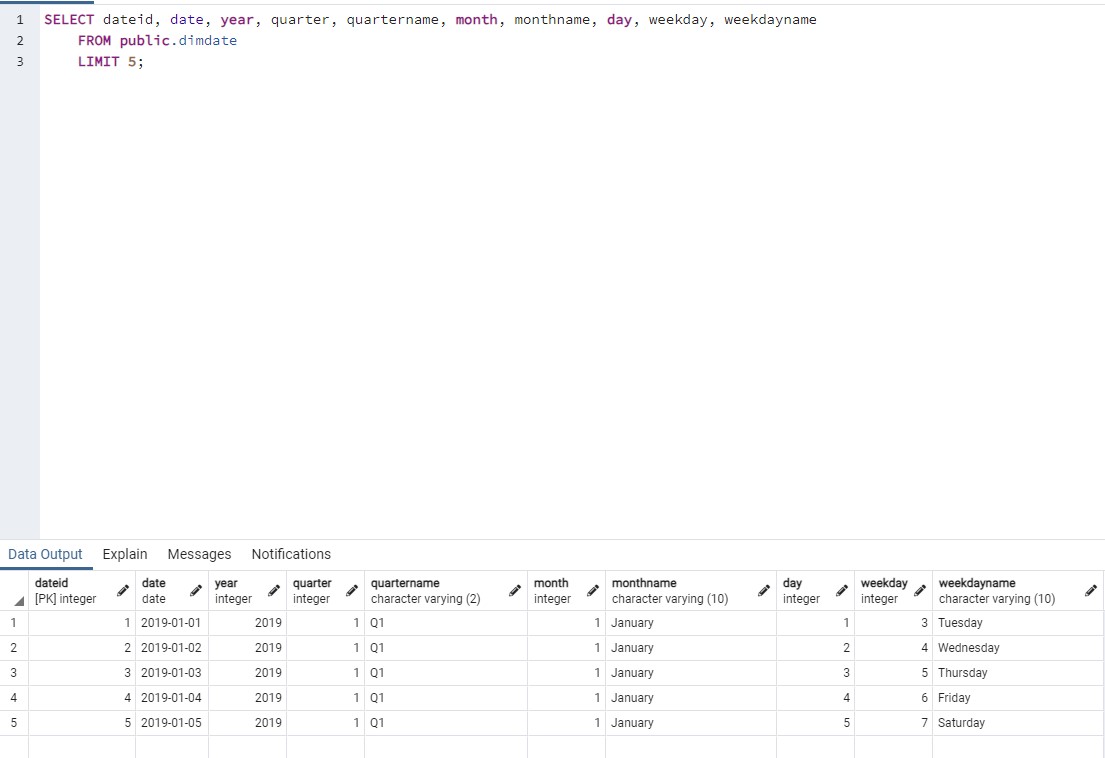 1 SELECT dateid, date, year, quarter, quartername, month, monthname, day, weekday, weekdayname
2 FROM public.dimdate
3 LIMIT 5;
Data Output Explain Messages Notifications
dateid date year quarter quartername month monthname day weekday weekdayname
[PK] integer date integer integer character varying (2) integer character varying (10) integer integer character varying (10)
1 1 2019-01-01 2019 1 Q1 1 January 1 3 Tuesday
2 2 2019-01-02 2019 1 Q1 1 January 2 4 Wednesday
3 3 2019-01-03 2019 1 Q1 1 January 3 5 Thursday
4 4 2019-01-04 2019 1 Q1 1 January 4 6 Friday
5 5 2019-01-05 2019 1 Q1 1 January 5 7 Saturday